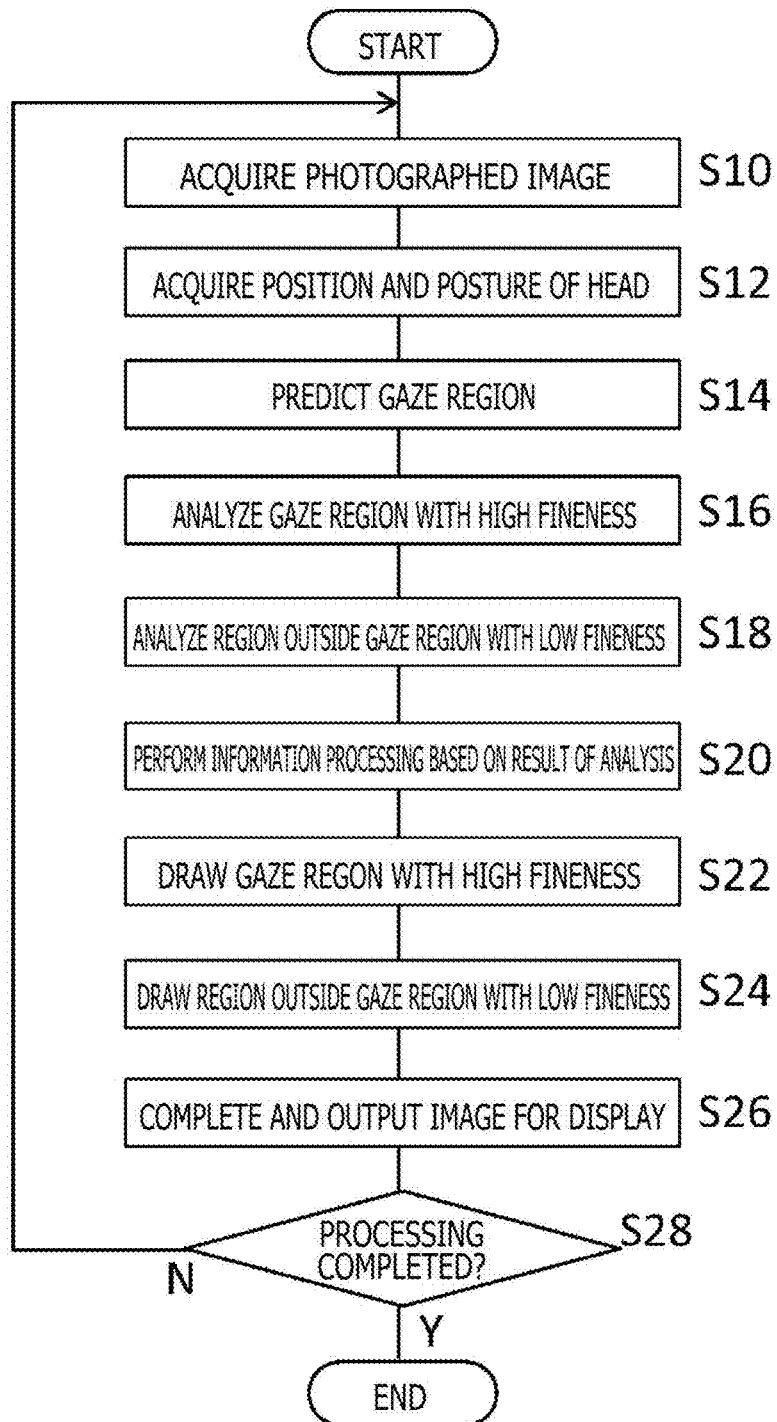 START
ACQUIRE PHOTOGRAPHED IMAGE S10
ACQUIRE POSITION AND POSTURE OF HEAD S12
PREDICT GAZE REGION S14
ANALYZE GAZE REGION WITH HIGH FINENESS S16
ANALYZE REGION OUTSIDE GAZE REGION WITH LOW FINENESS S18
PERFORM INFORMATION PROCESSING BASED ON RESULT OF ANALYSIS S20
DRAW GAZE REGON WITH HIGH FINENESS S22
DRAW REGION OUTSIDE GAZE REGION WITH LOW FINENESS S24
COMPLETE AND OUTPUT IMAGE FOR DISPLAY S26
PROCESSING S28
COMPLETED?
N
Y
END